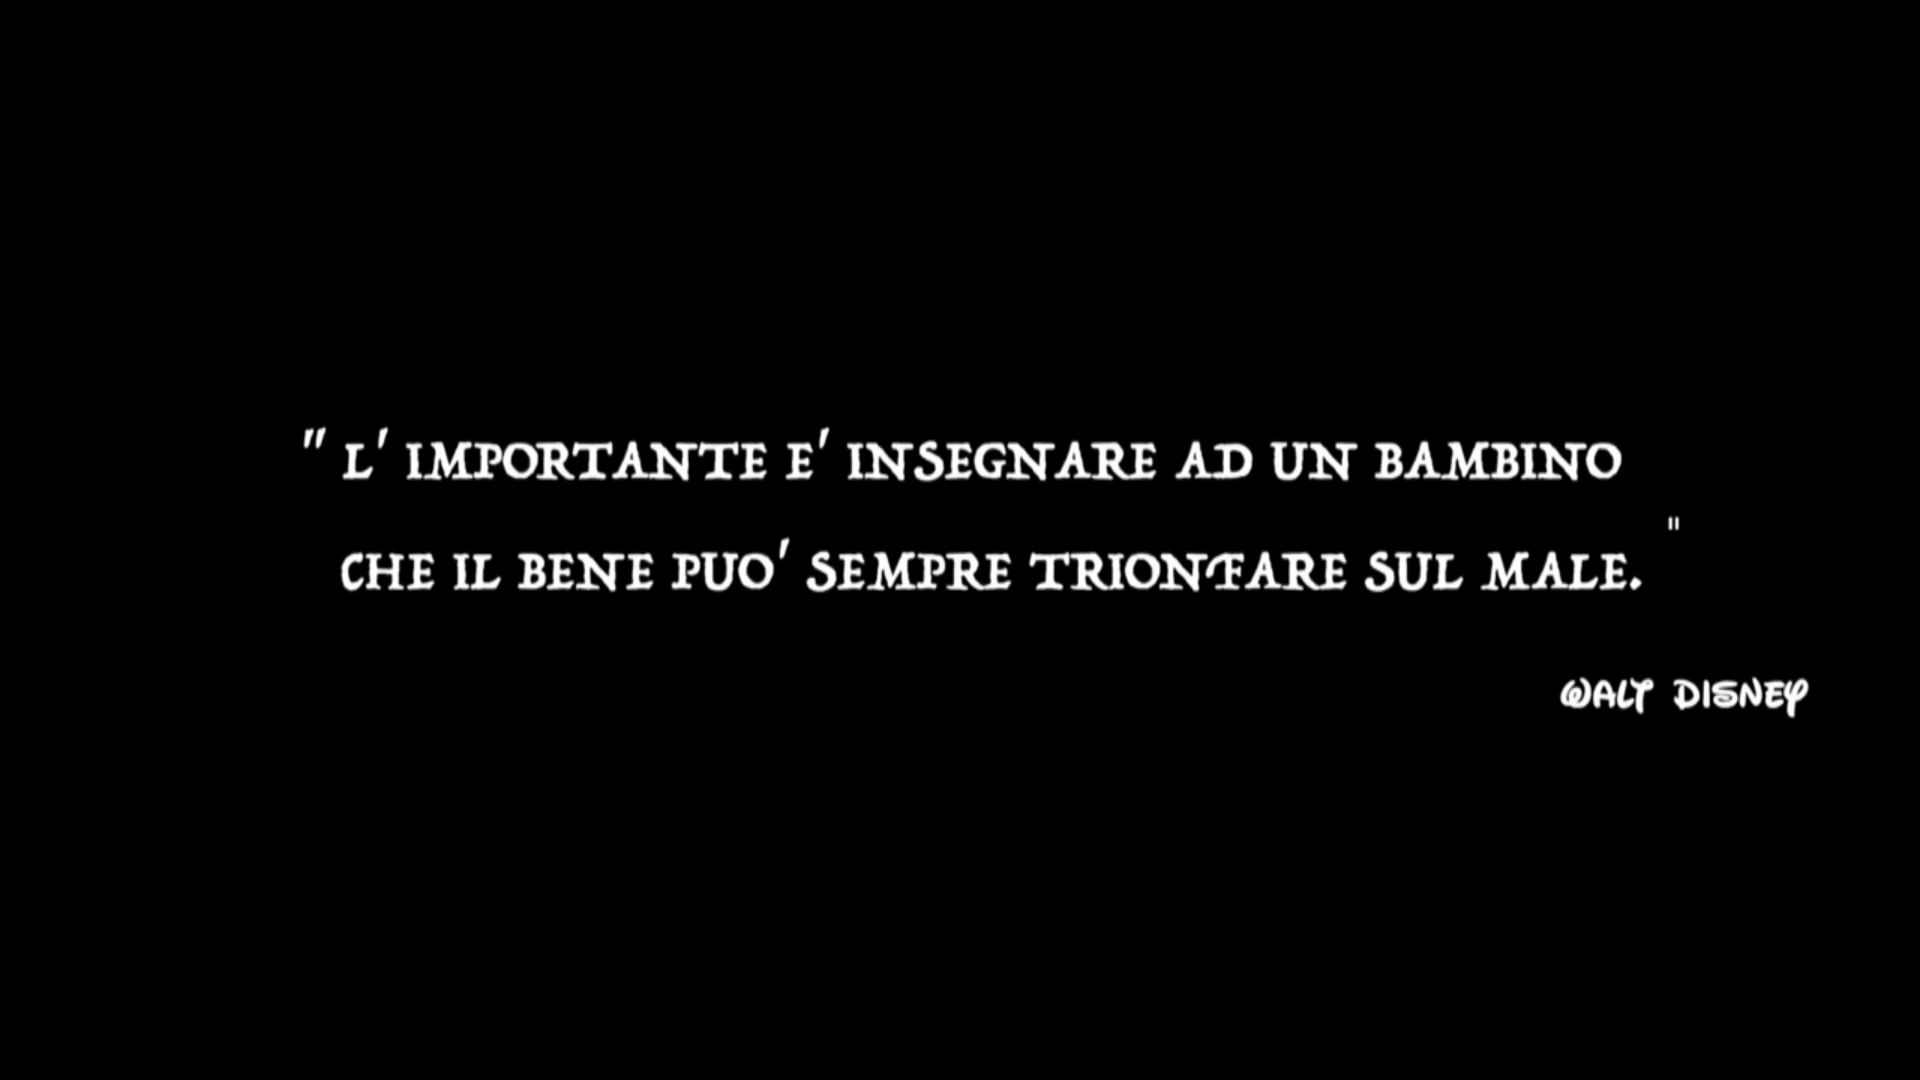 " L' IMPORTANTE E' INSEGNARE AD UN BAMBINO
CHE IL BENE PUO' SEMPRE TRIONFARE SUL MALE. "
WALT DISNEY